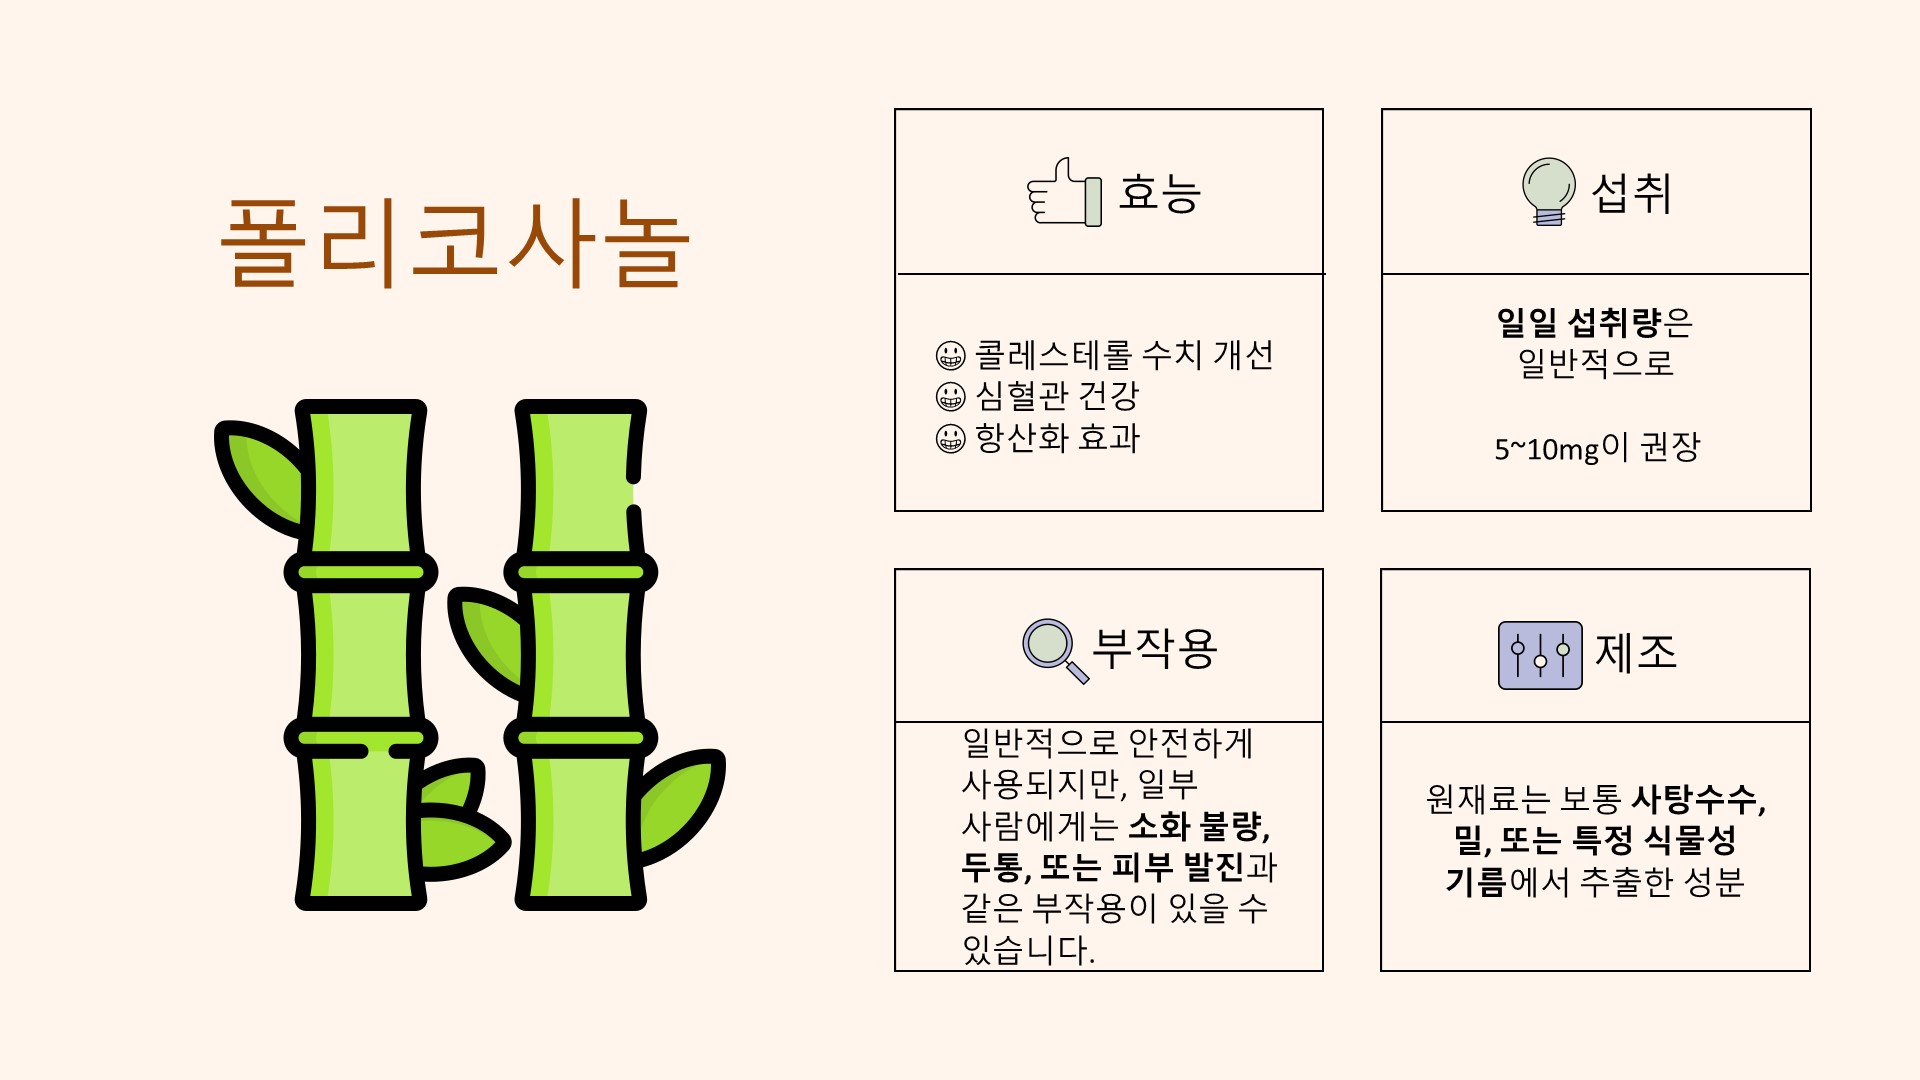 폴리코사놀
효능
😀 콜레스테롤 수치 개선
😀 심혈관 건강
😀 항산화 효과
섭취
일일 섭취량은
일반적으로
5~10mg이 권장
부작용
일반적으로 안전하게
사용되지만, 일부
사람에게는 소화 불량,
두통, 또는 피부 발진과
같은 부작용이 있을 수
있습니다.
제조
원재료는 보통 사탕수수,
밀, 또는 특정 식물성
기름에서 추출한 성분